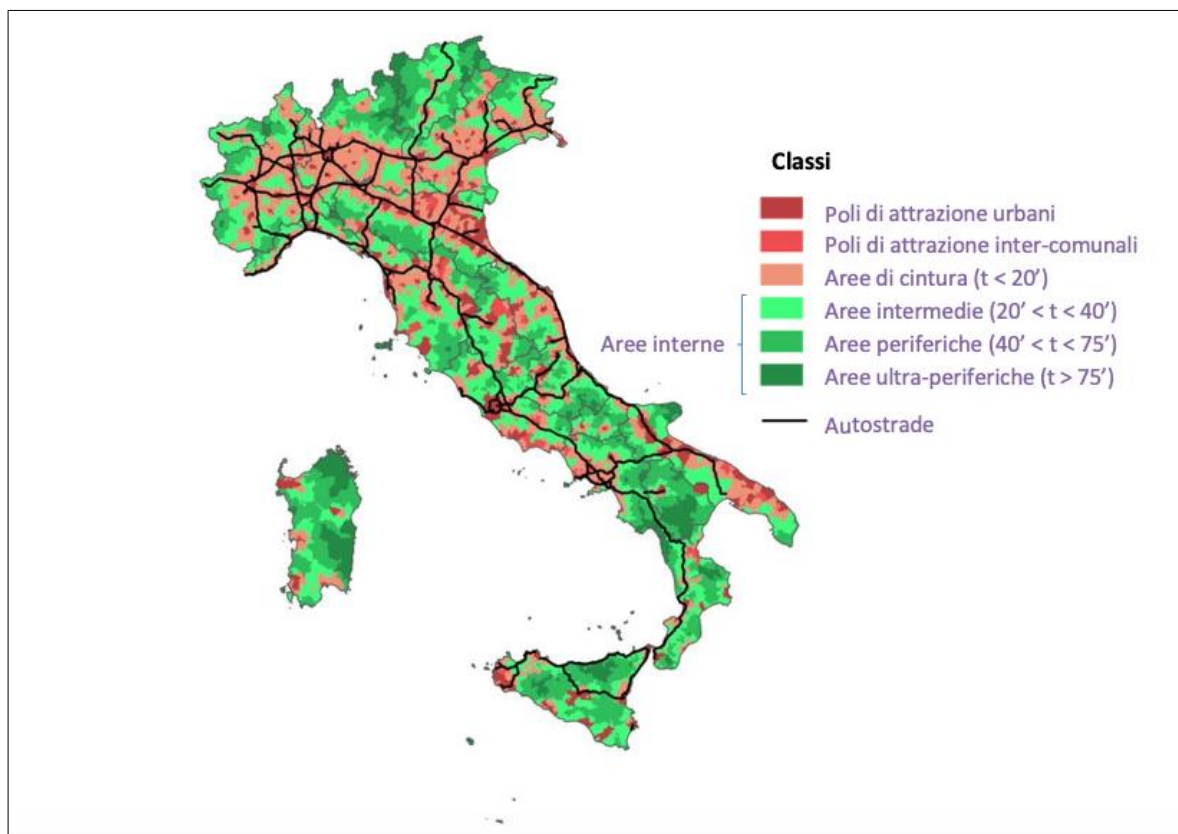 Classi
Poli di attrazione urbani
Poli di attrazione inter-comunali
Aree di cintura (t < 20’)
Aree intermedie (20’ < t < 40’)
Aree interne
Aree periferiche (40’ < t < 75’)
Aree ultra-periferiche (t > 75’)
Autostrade